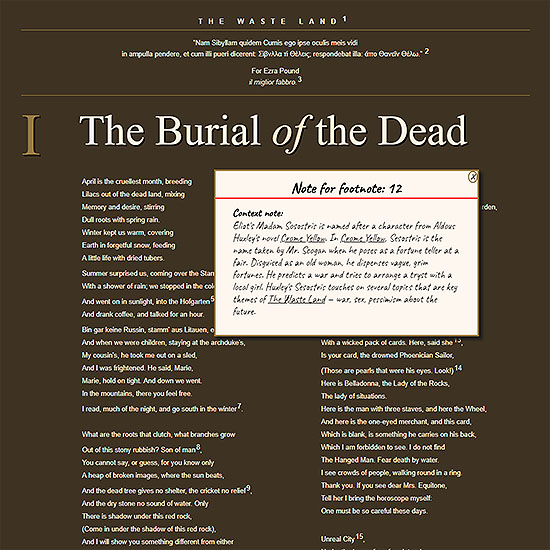 THE WASTE LAND 1
"Nam Sibyllam quidem Cumis ego ipse oculis meis vidi
in ampulla pendere, et cum illi pueri dicerent: Σιβυλλα τί Θέλεις; respondebat illa: άπο Θανεΐν Θέλω." 2
For Ezra Pound
il miglior fabbro. 3
I The Burial of the Dead
April is the cruellest month, breeding
Lilacs out of the dead land, mixing
Memory and desire, stirring
Dull roots with spring rain.
Winter kept us warm, covering
Earth in forgetful snow, feeding
A little life with dried tubers.
Summer surprised us, coming over the Starn
With a shower of rain; we stopped in the colo
And went on in sunlight, into the Hofgarten 5
And drank coffee, and talked for an hour.
Bin gar keine Russin, stamm' aus Litauen, e
And when we were children, staying at the archduke's,
My cousin's, he took me out on a sled,
And I was frightened. He said, Marie,
Marie, hold on tight. And down we went.
In the mountains, there you feel free.
I read, much of the night, and go south in the winter 7.
What are the roots that clutch, what branches grow
Out of this stony rubbish? Son of man 8,
You cannot say, or guess, for you know only
A heap of broken images, where the sun beats,
And the dead tree gives no shelter, the cricket no relief 9,
And the dry stone no sound of water. Only
There is shadow under this red rock,
(Come in under the shadow of this red rock),
And I will show you something different from either
Note for footnote: 12
X
Context note:
Eliot's Madam Sosostris is named after a character from Aldous
Huxley's novel Crome Yellow. In Crome Yellow, Sesostris is the
name taken by Mr. Scogan when he poses as a fortune teller at a
fair. Disguised as an old woman, he dispenses vague, grim
fortunes. He predicts a war and tries to arrange a tryst with a
local girl. Huxley's Sesostris touches on several topics that are key
themes of The Waste Land – war, sex, pessimism about the
future.
rden,
With a wicked pack of cards. Here, said she 13,
Is your card, the drowned Phoenician Sailor,
(Those are pearls that were his eyes. Look!) 14
Here is Belladonna, the Lady of the Rocks,
The lady of situations.
Here is the man with three staves, and here the Wheel,
And here is the one-eyed merchant, and this card,
Which is blank, is something he carries on his back,
Which I am forbidden to see. I do not find
The Hanged Man. Fear death by water.
I see crowds of people, walking round in a ring.
Thank you. If you see dear Mrs. Equitone,
Tell her I bring the horoscope myself:
One must be so careful these days.
Unreal City 15,